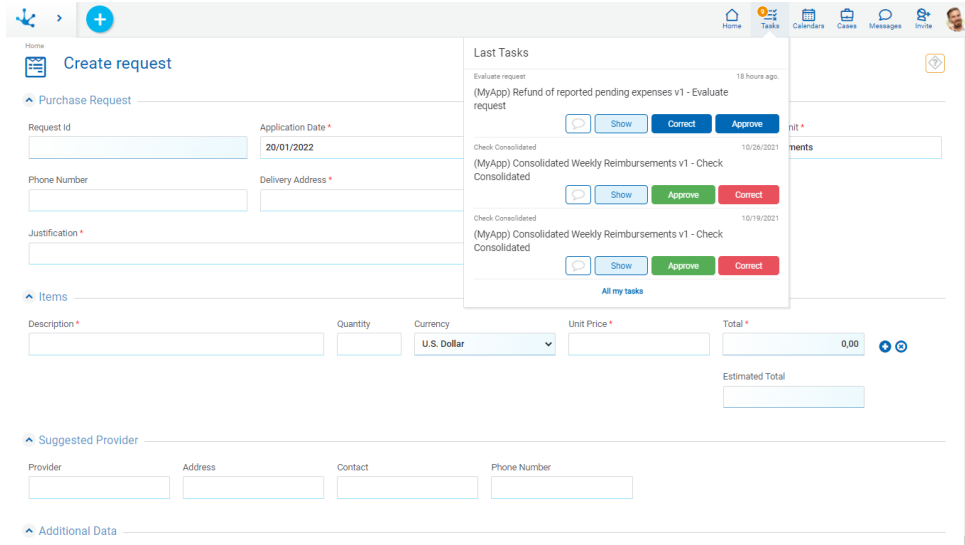 9
Home
Tasks
Calendars
Cases
Messages
Invite
Home
Create request
Last Tasks
Evaluate request 18 hours ago.
(MyApp) Refund of reported pending expenses v1 - Evaluate
request
Show Correct Approve
Check Consolidated 10/26/2021
(MyApp) Consolidated Weekly Reimbursements v1 - Check
Consolidated
Show Approve Correct
Check Consolidated 10/19/2021
(MyApp) Consolidated Weekly Reimbursements v1 - Check
Consolidated
Show Approve Correct
All my tasks
Purchase Request
Request Id Application Date * nit *
20/01/2022 ments
Phone Number Delivery Address *
Justification *
Items
Description * Quantity Currency Unit Price * Total *
U.S. Dollar 0,00
Estimated Total
Suggested Provider
Provider Address Contact Phone Number
Additional Data